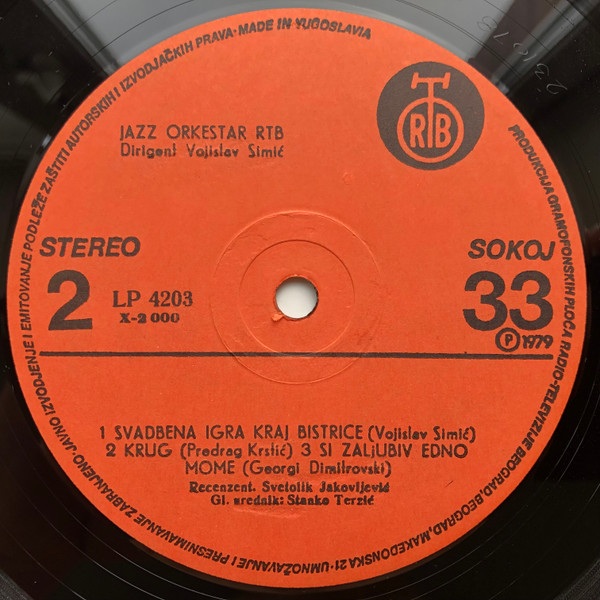 PRODUKCIJA GRAMOFONSKIH PLOČA RADIO-TELEVIZIJE BEOGRAD, BEOGRAD, MAKEDONSKA 21 · UMNOŽAVANJE I PRESNIMAVANJE ZABRANJENO · JAVNO IZVODJENJE I EMITOVANJE PODLEŽE ZAŠTITI AUTORSKIH I IZVODJAČKIH PRAVA · MADE IN YUGOSLAVIA
RTB
JAZZ ORKESTAR RTB
Dirigent Vojislav Simić
STEREO
SOKOJ
2
LP 4203
X-2 000
33
Ⓟ 1979
1 SVADBENA IGRA KRAJ BISTRICE (Vojislav Simić)
2 KRUG (Predrag Krstić) 3 SI ZALJUBIV EDNO
MOME (Georgi Dimitrovski)
Recenzent. Svetolik Jakovljević
Gl. urednik: Stanko Terzić